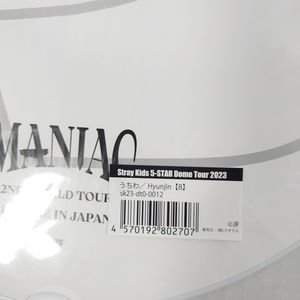 MANIAC
2ND WORLD TOUR
IN JAPAN
Stray Kids 5-STAR Dome Tour 2023
うちわ／ Hyunjin【B】
sk23-dt0-0012
4 570192 802707